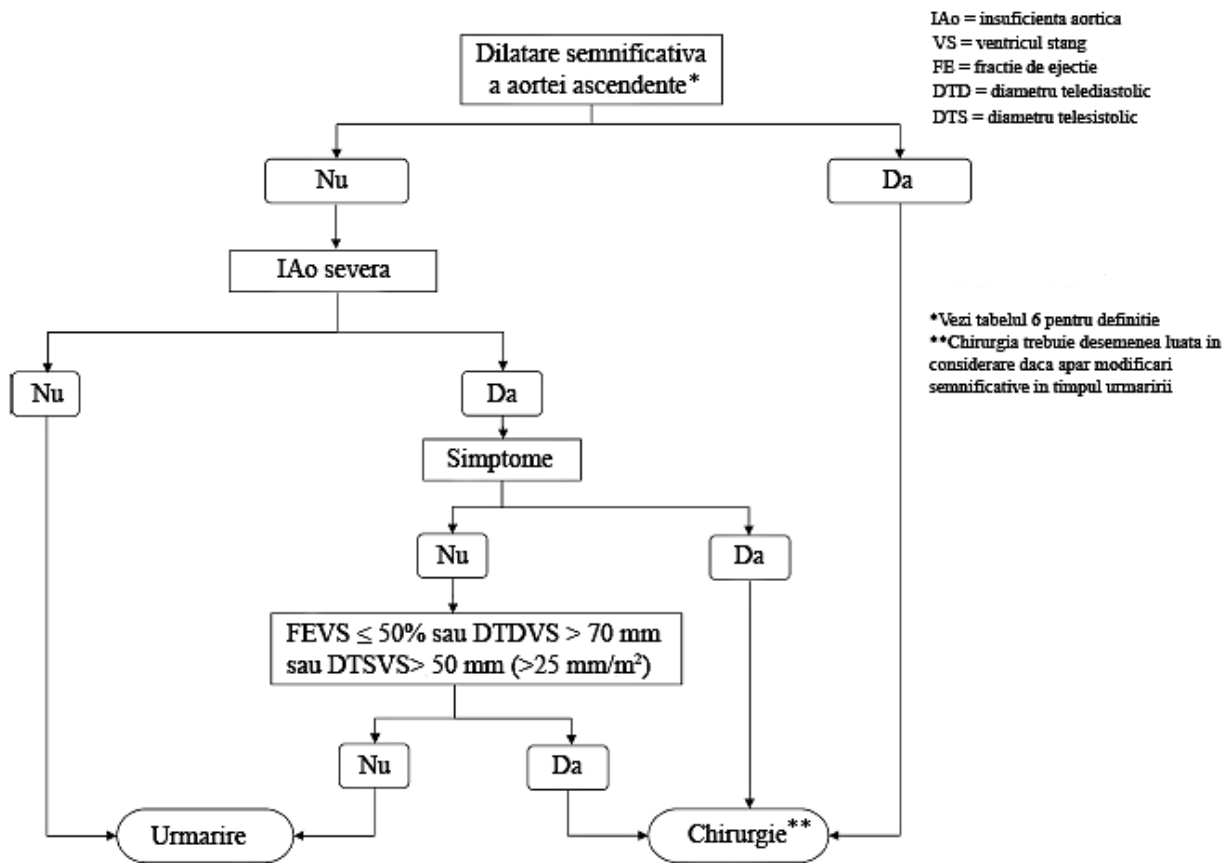 IAo = insuficienta aortica
VS = ventricul stang
FE = fractie de ejectie
DTD = diametru telediastolic
DTS = diametru telesistolic
Dilatare semnificativa
a aortei ascendente*
Nu
Da
IAo severa
*Vezi tabelul 6 pentru definitie
**Chirurgia trebuie desemenea luata in
considerare daca apar modificari
semnificative in timpul urmaririi
Nu
Da
Simptome
Nu
Da
FEVS ≤ 50% sau DTDVS > 70 mm
sau DTSVS> 50 mm (>25 mm/m²)
Nu
Da
Urmarire
Chirurgie**